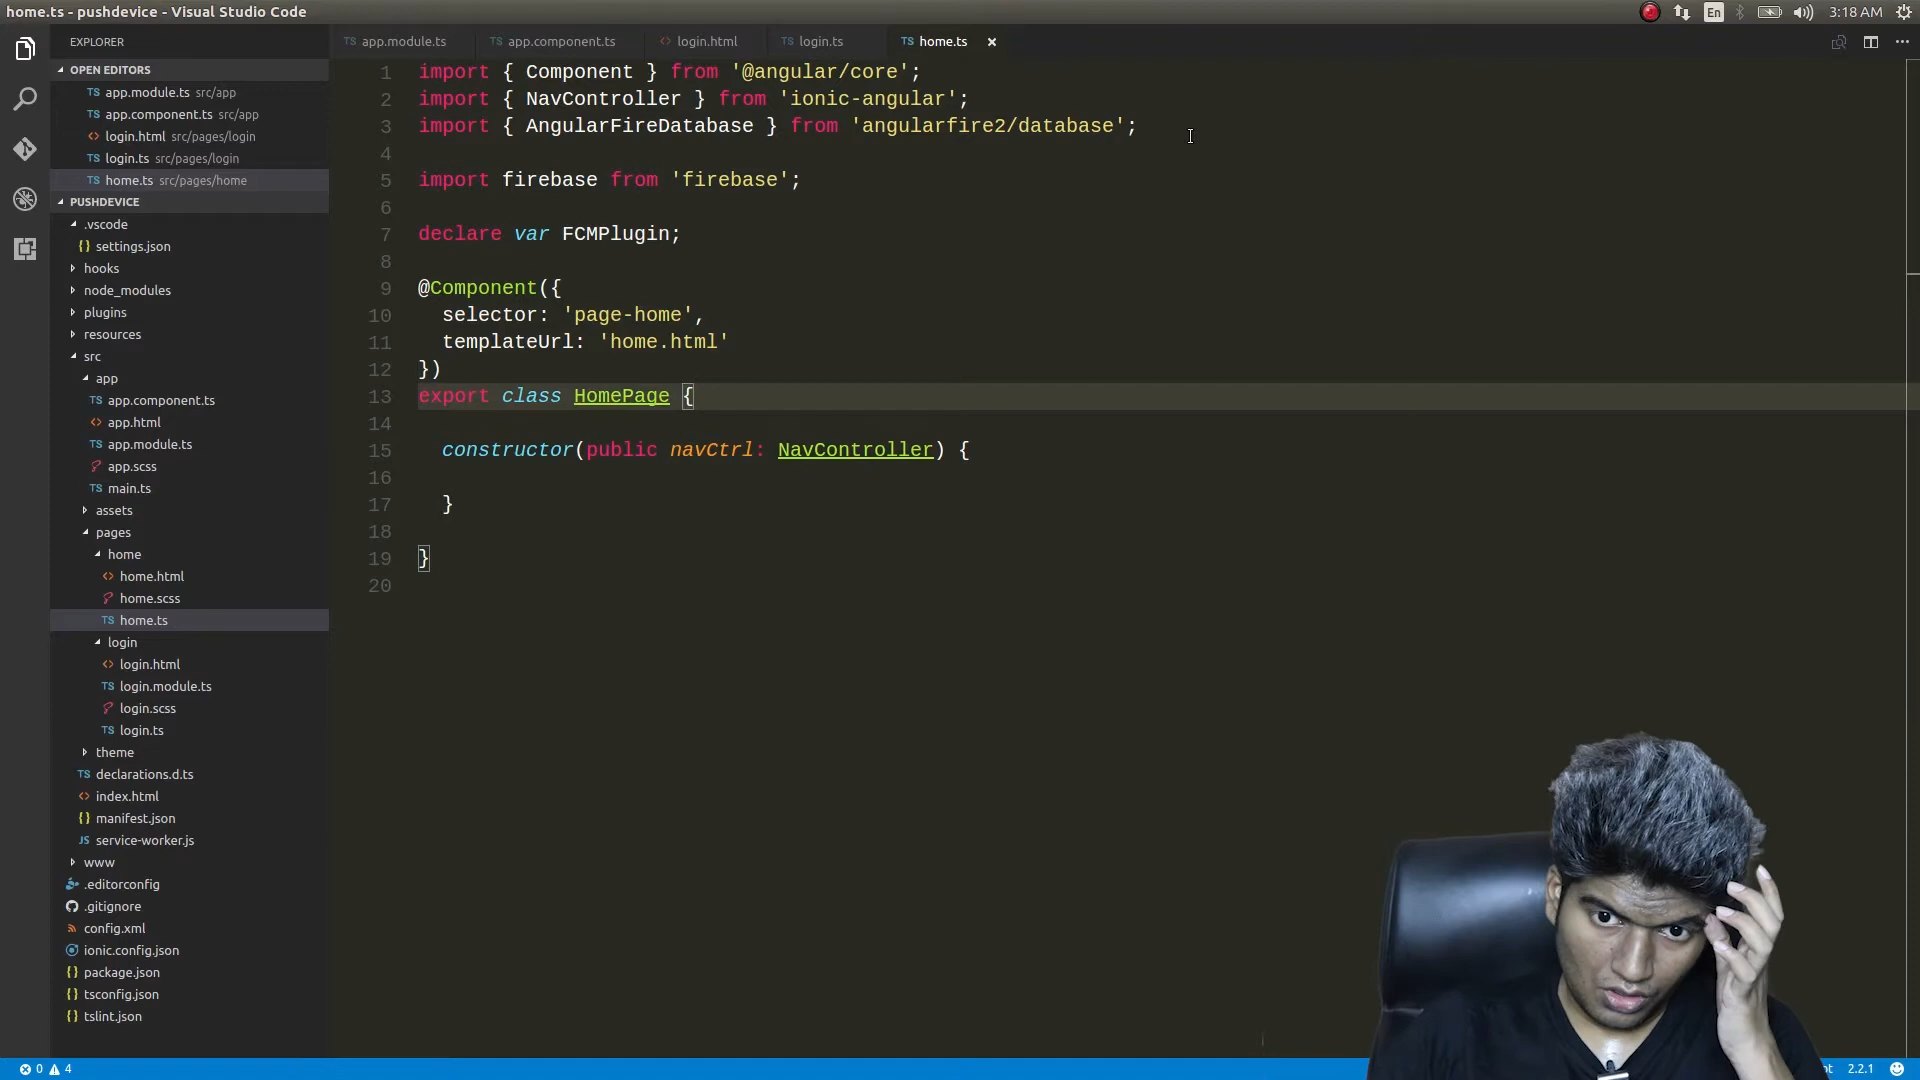 home.ts - pushdevice - Visual Studio Code
En
3:18 AM
EXPLORER
app.module.ts
app.component.ts
login.html
login.ts
home.ts
OPEN EDITORS
app.module.ts src/app
app.component.ts src/app
login.html src/pages/login
login.ts src/pages/login
home.ts src/pages/home
PUSHDEVICE
.vscode
settings.json
hooks
node_modules
plugins
resources
src
app
app.component.ts
app.html
app.module.ts
app.scss
main.ts
assets
pages
home
home.html
home.scss
home.ts
login
login.html
login.module.ts
login.scss
login.ts
theme
declarations.d.ts
index.html
manifest.json
service-worker.js
www
.editorconfig
.gitignore
config.xml
ionic.config.json
package.json
tsconfig.json
tslint.json
1 import { Component } from '@angular/core';
2 import { NavController } from 'ionic-angular';
3 import { AngularFireDatabase } from 'angularfire2/database';
4
5 import firebase from 'firebase';
6
7 declare var FCMPlugin;
8
9 @Component({
10 selector: 'page-home',
11 templateUrl: 'home.html'
12 })
13 export class HomePage {
14
15 constructor(public navCtrl: NavController) {
16
17 }
18
19 }
20
0 4
2.2.1